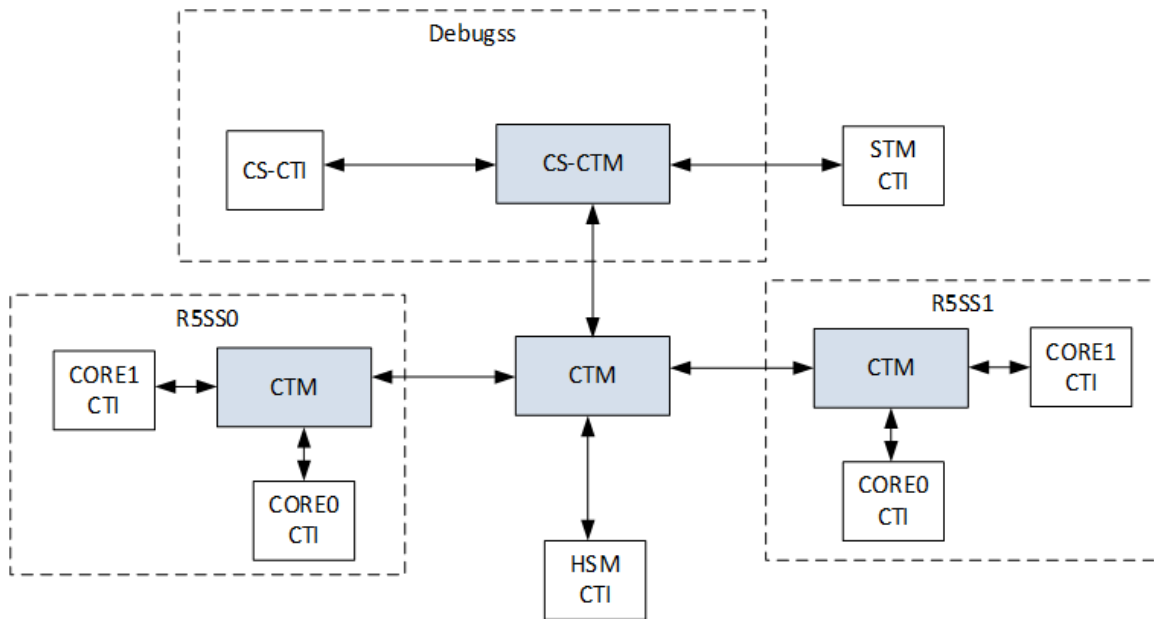 Debugss
CS-CTI
CS-CTM
STM
CTI
R5SS0
CORE1
CTI
CTM
CORE0
CTI
CTM
HSM
CTI
R5SS1
CTM
CORE1
CTI
CORE0
CTI